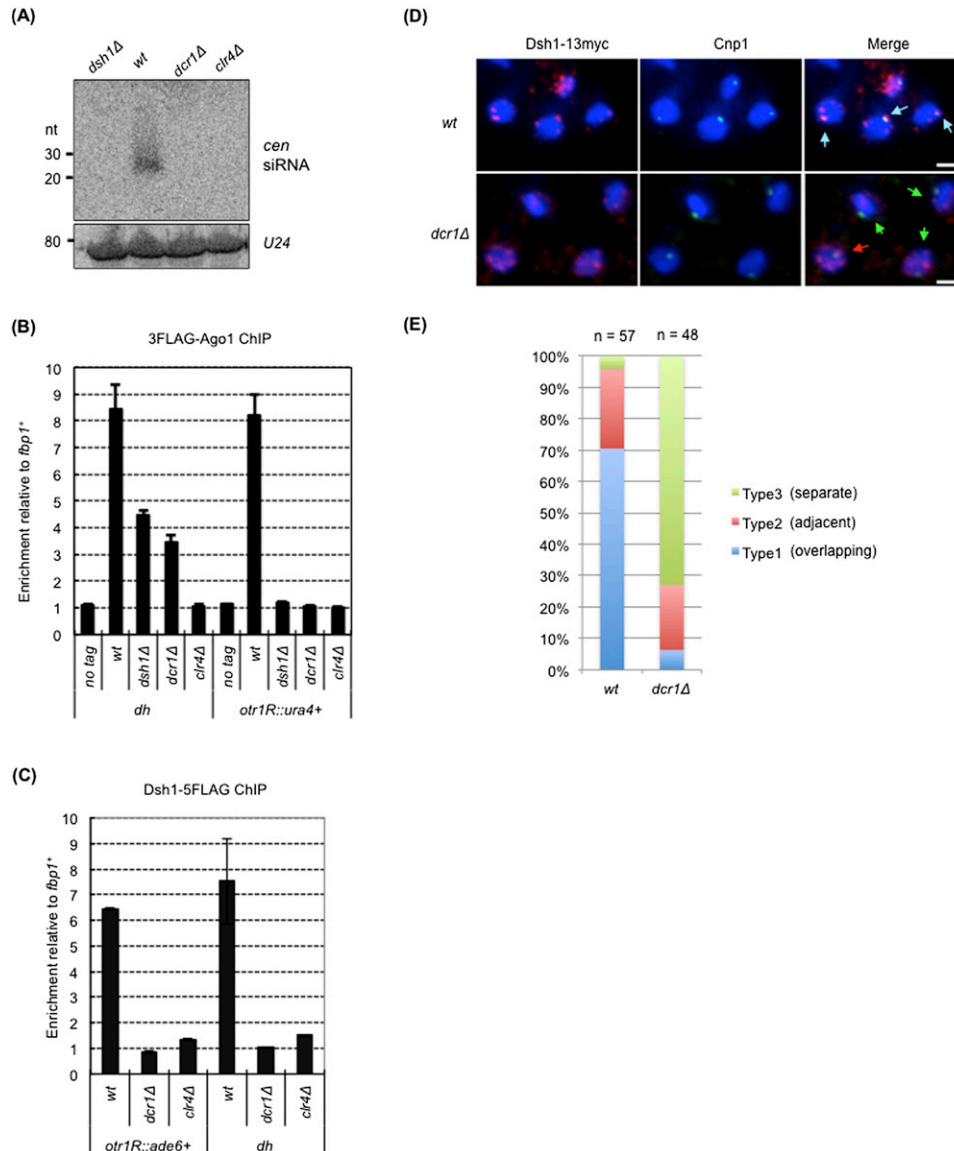 (A)
dsh1Δ wt dcr1Δ clr4Δ
nt
30
20
cen
siRNA
80
U24
(B)
3FLAG-Ago1 ChIP
Enrichment relative to fbp1⁺
10
9
8
7
6
5
4
3
2
1
0
no tag wt dsh1Δ dcr1Δ clr4Δ no tag wt dsh1Δ dcr1Δ clr4Δ
dh otr1R::ura4+
(C)
Dsh1-5FLAG ChIP
Enrichment relative to fbp1⁺
10
9
8
7
6
5
4
3
2
1
0
wt dcr1Δ clr4Δ wt dcr1Δ clr4Δ
otr1R::ade6+ dh
(D)
Dsh1-13myc Cnp1 Merge
wt
dcr1Δ
(E)
n = 57 n = 48
100%
90%
80%
70%
60%
50%
40%
30%
20%
10%
0%
wt dcr1Δ
Type3 (separate)
Type2 (adjacent)
Type1 (overlapping)